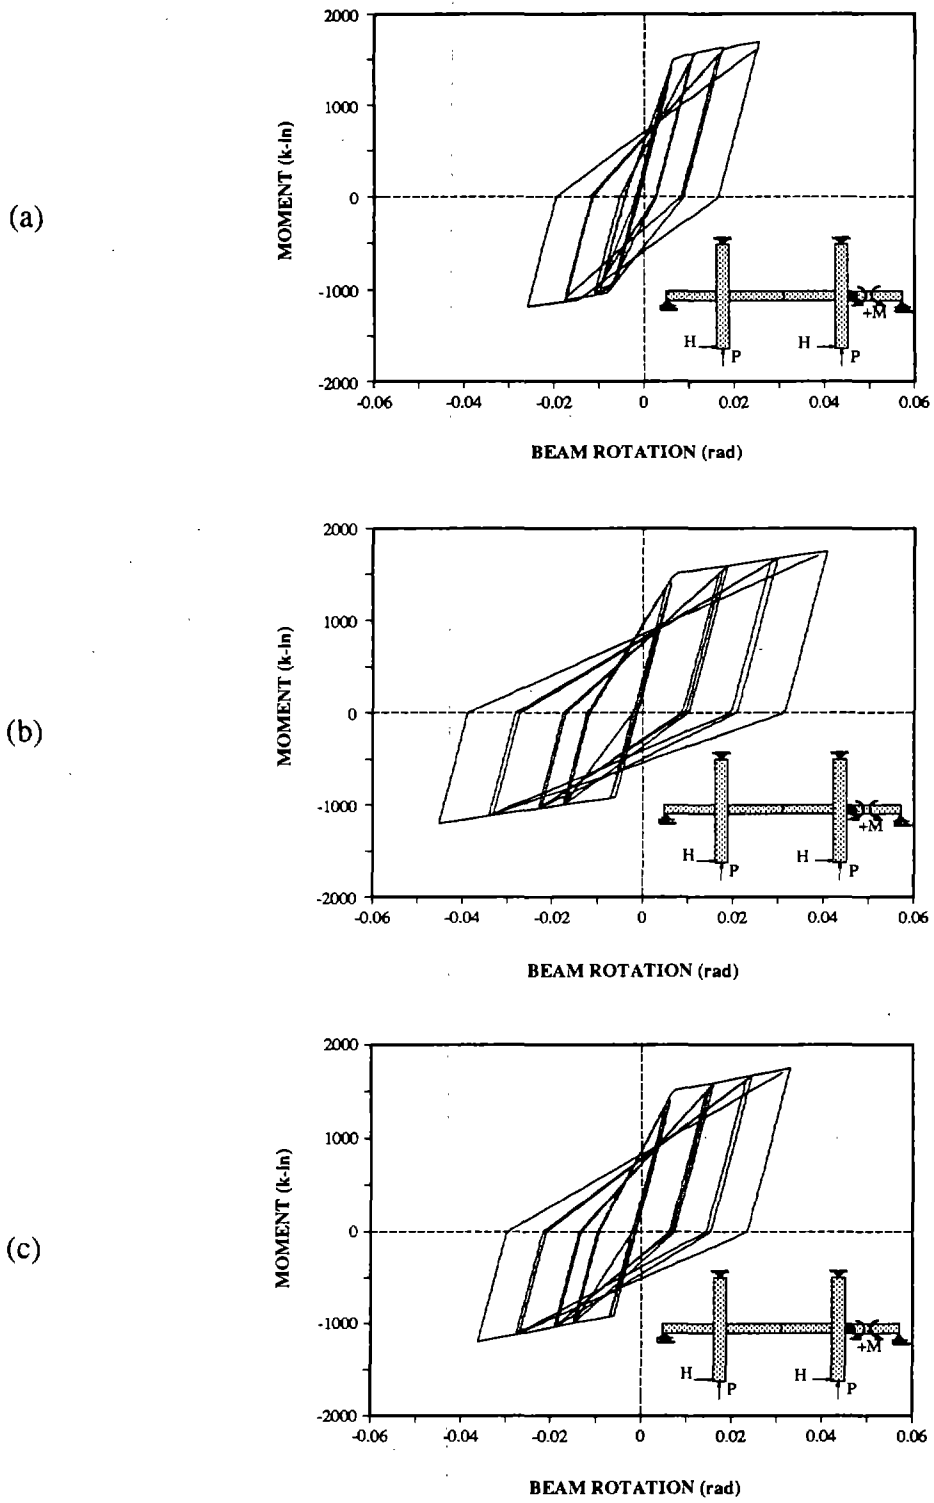 (a)
MOMENT (k-in)
2000
1000
0
-1000
-2000
-0.06 -0.04 -0.02 0 0.02 0.04 0.06
BEAM ROTATION (rad)
+M
H P H P
(b)
MOMENT (k-in)
2000
1000
0
-1000
-2000
-0.06 -0.04 -0.02 0 0.02 0.04 0.06
BEAM ROTATION (rad)
+M
H P H P
(c)
MOMENT (k-in)
2000
1000
0
-1000
-2000
-0.06 -0.04 -0.02 0 0.02 0.04 0.06
BEAM ROTATION (rad)
+M
H P H P